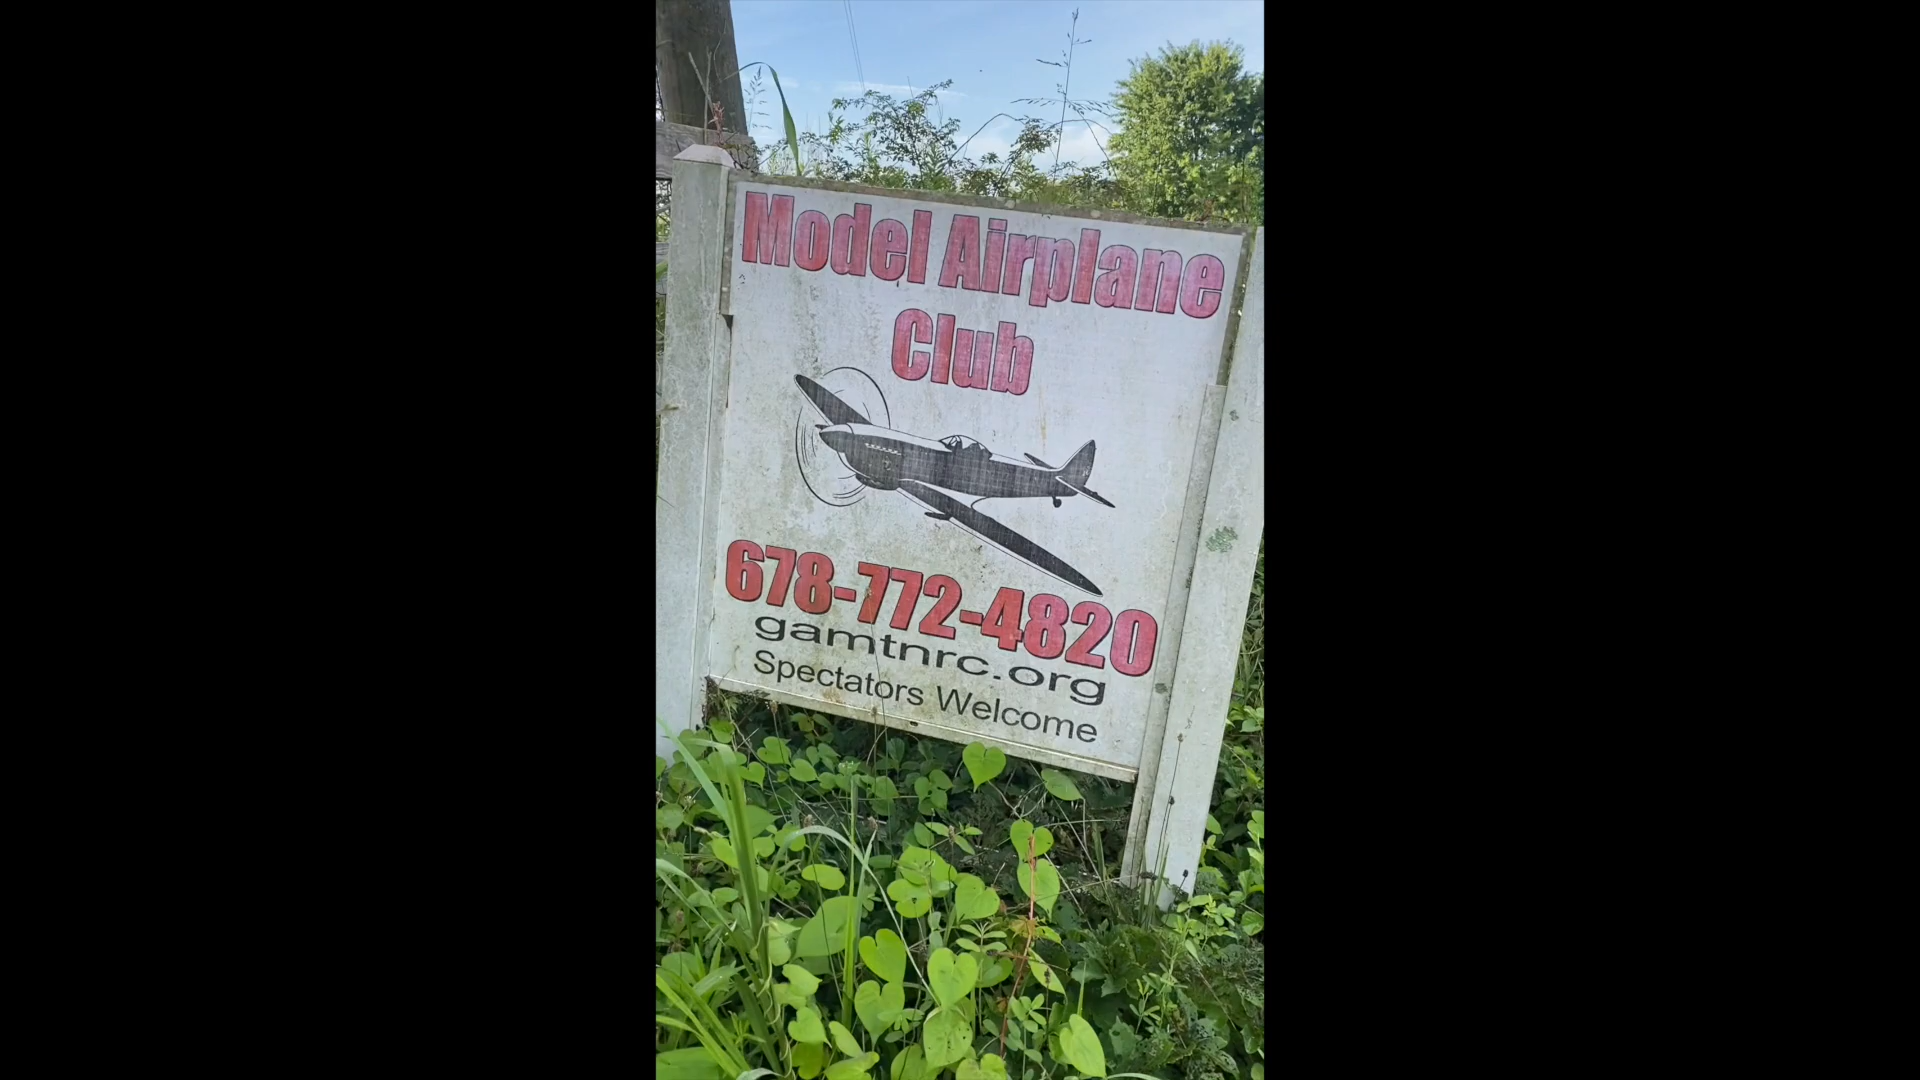 Model Airplane
Club
678-772-4820
gamtnrc.org
Spectators Welcome